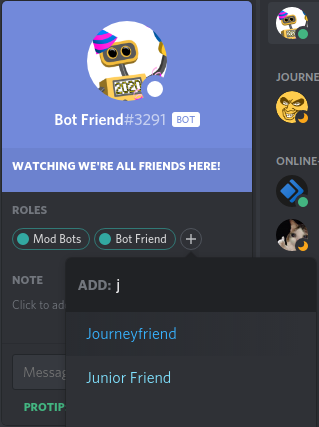 JOURNE
Bot Friend#3291 BOT
WATCHING WE'RE ALL FRIENDS HERE!
ONLINE
ROLES
Mod Bots Bot Friend +
NOTE
Click to ad
ADD: j
Journeyfriend
Junior Friend
Messag
PROTIP